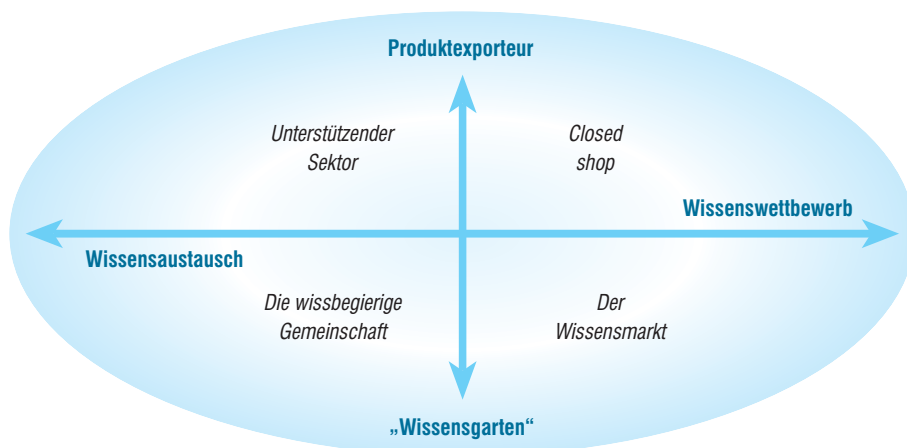 Produktexporteur
Unterstützender
Sektor
Closed
shop
Wissenswettbewerb
Wissensaustausch
Die wissbegierige
Gemeinschaft
Der
Wissensmarkt
„Wissensgarten“